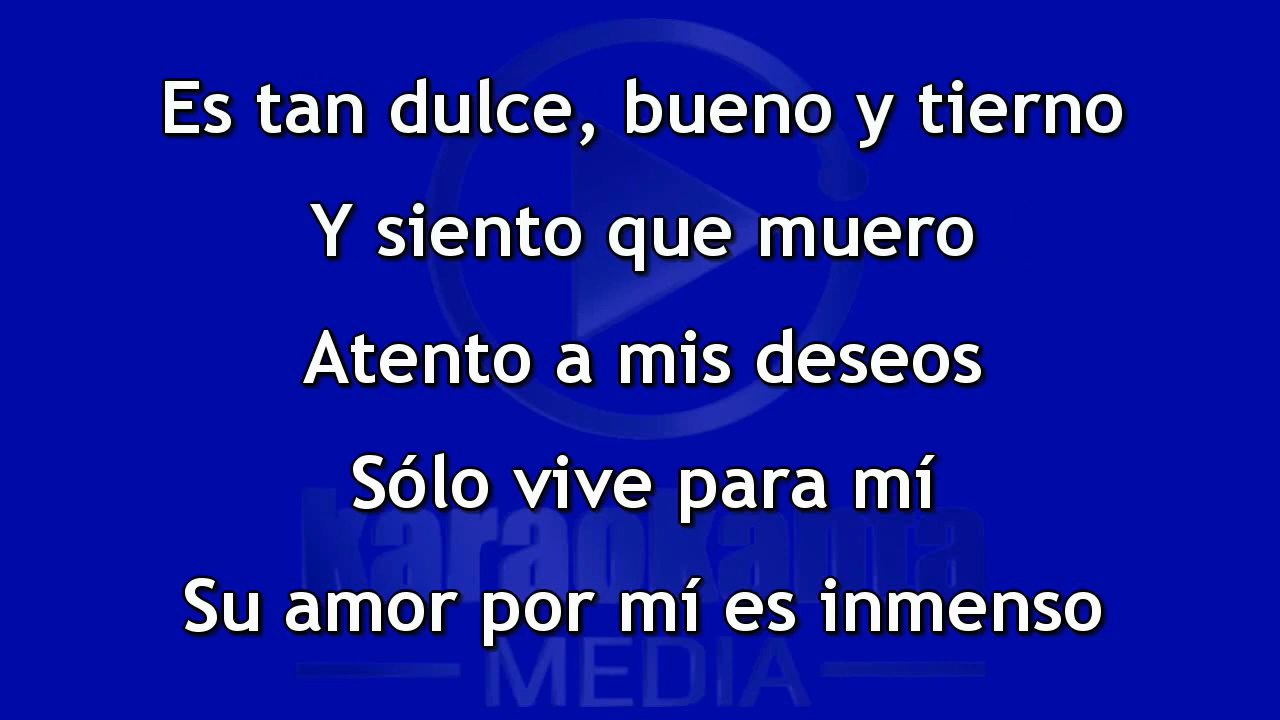 Es tan dulce, bueno y tierno
Y siento que muero
Atento a mis deseos
Sólo vive para mí
Su amor por mí es inmenso
karaokama
MEDIA